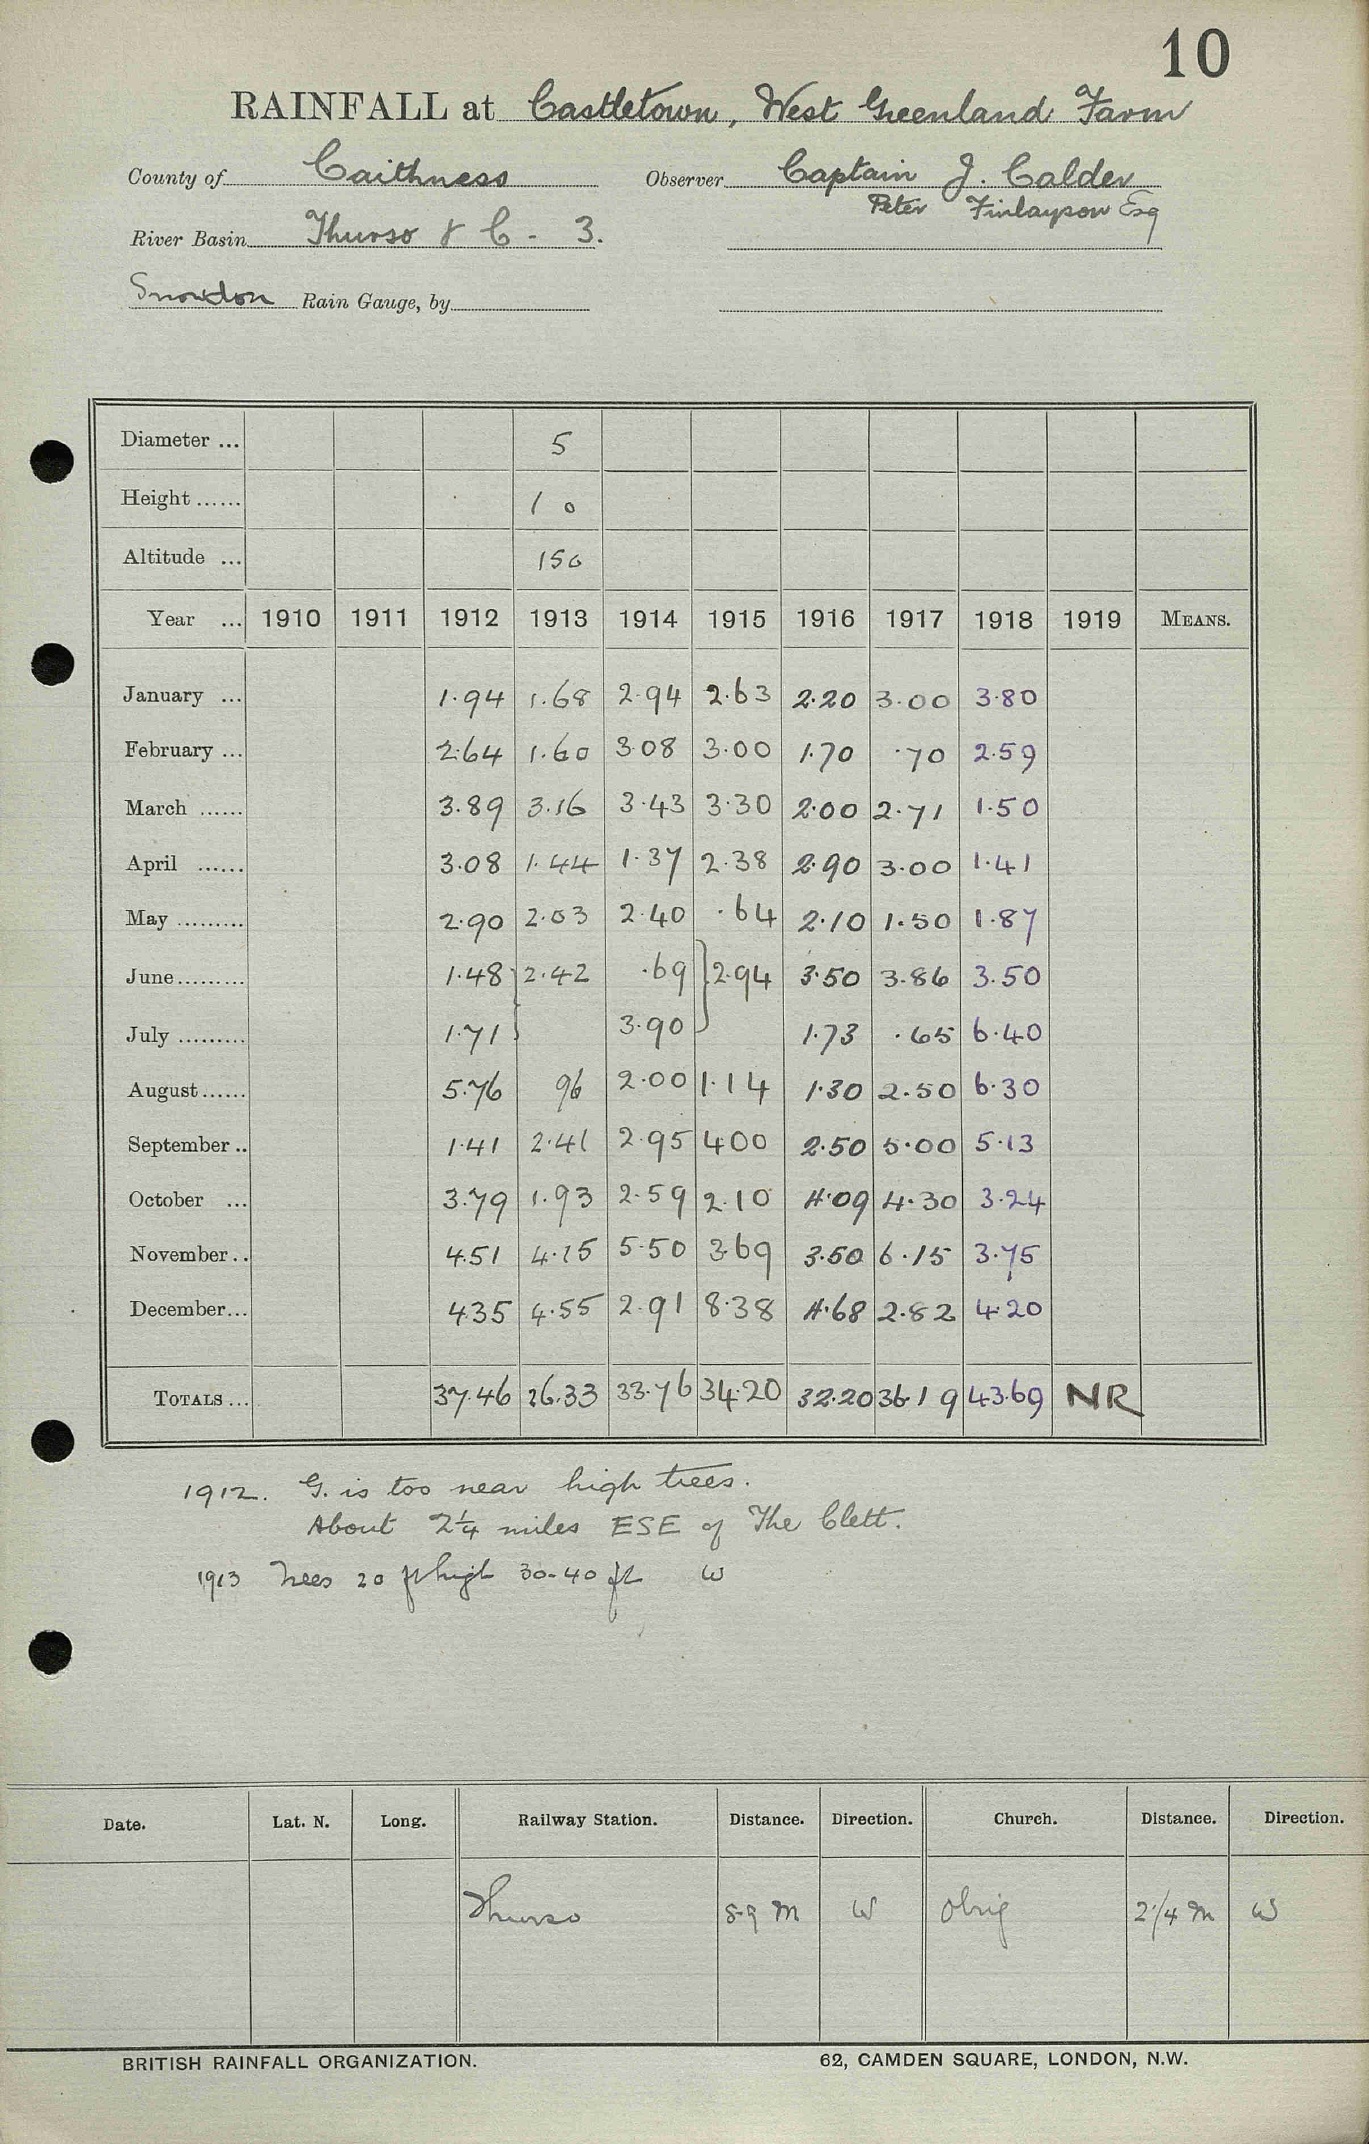 10
RAINFALL at Castletown, West Greenland Farm
County of Caithness Observer Captain J. Calder
Peter Finlayson Esq
River Basin Thurso & C - 3.
Snowdon Rain Gauge, by
Diameter ... 5
Height ...... 1 0
Altitude ... 150
Year ... 1910 1911 1912 1913 1914 1915 1916 1917 1918 1919 MEANS.
January ... 1.94 1.68 2.94 2.63 2.20 3.00 3.80
February ... 2.64 1.60 3.08 3.00 1.70 .70 2.59
March ...... 3.89 3.16 3.43 3.30 2.00 2.71 1.50
April ...... 3.08 1.44 1.37 2.38 2.90 3.00 1.41
May ......... 2.90 2.03 2.40 .64 2.10 1.50 1.87
June......... 1.48 } 2.42 .69 } 2.94 3.50 3.86 3.50
July ......... 1.71 3.90 1.73 .65 6.40
August...... 5.76 96 2.00 1.14 1.30 2.50 6.30
September .. 1.41 2.41 2.95 4.00 2.50 5.00 5.13
October ... 3.79 1.93 2.59 2.10 4.09 4.30 3.24
November .. 4.51 4.15 5.50 3.69 3.50 6.15 3.75
December... 4.35 4.55 2.91 8.38 4.68 2.82 4.20
TOTALS ... 37.46 26.33 33.76 34.20 32.20 36.19 43.69 NR
1912. G. is too near high trees.
About 2 1/4 miles ESE of The Clett.
1913 Trees 20 ft high 30-40 ft W
Date. Lat. N. Long. Railway Station. Distance. Direction. Church. Distance. Direction.
Thurso 8-9 m W Olrig 2 1/4 m W
BRITISH RAINFALL ORGANIZATION. 62, CAMDEN SQUARE, LONDON, N.W.